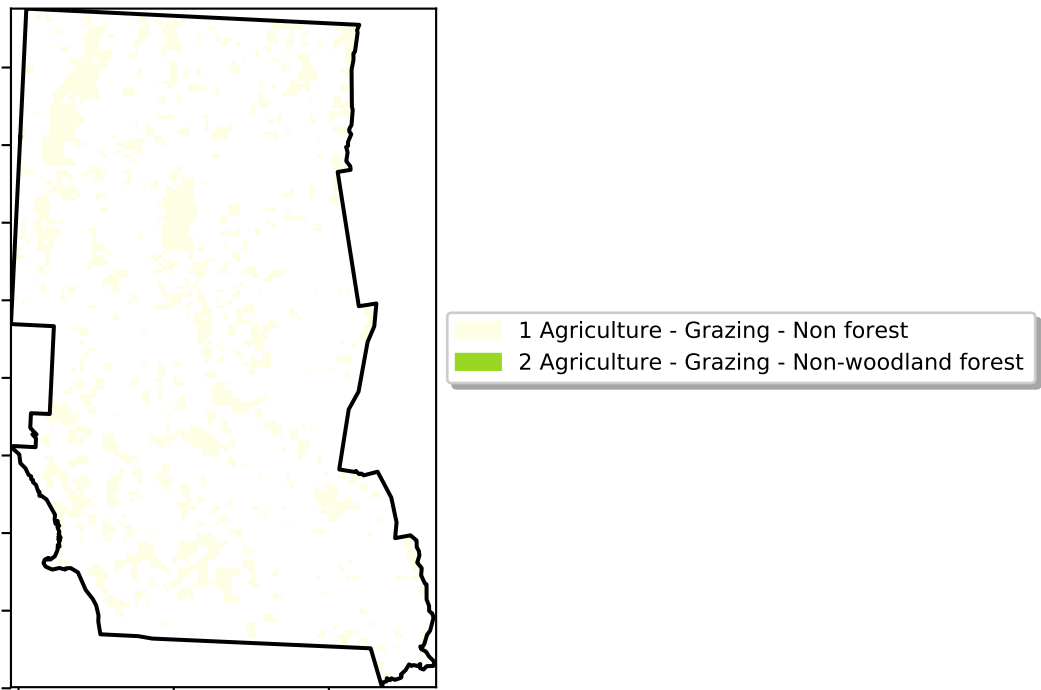 1 Agriculture - Grazing - Non forest
2 Agriculture - Grazing - Non-woodland forest